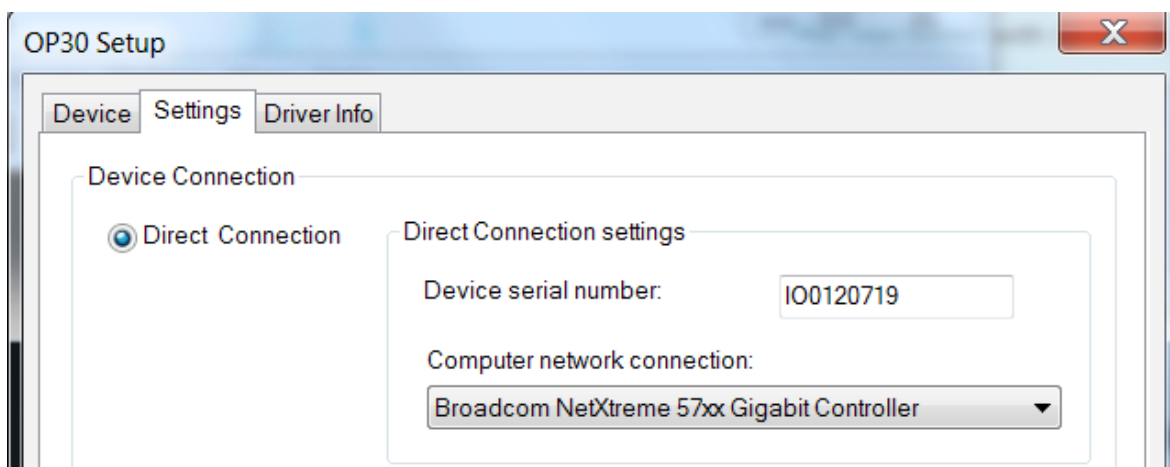 OP30 Setup
Device Settings Driver Info
Device Connection
Direct Connection
Direct Connection settings
Device serial number: IO0120719
Computer network connection:
Broadcom NetXtreme 57xx Gigabit Controller